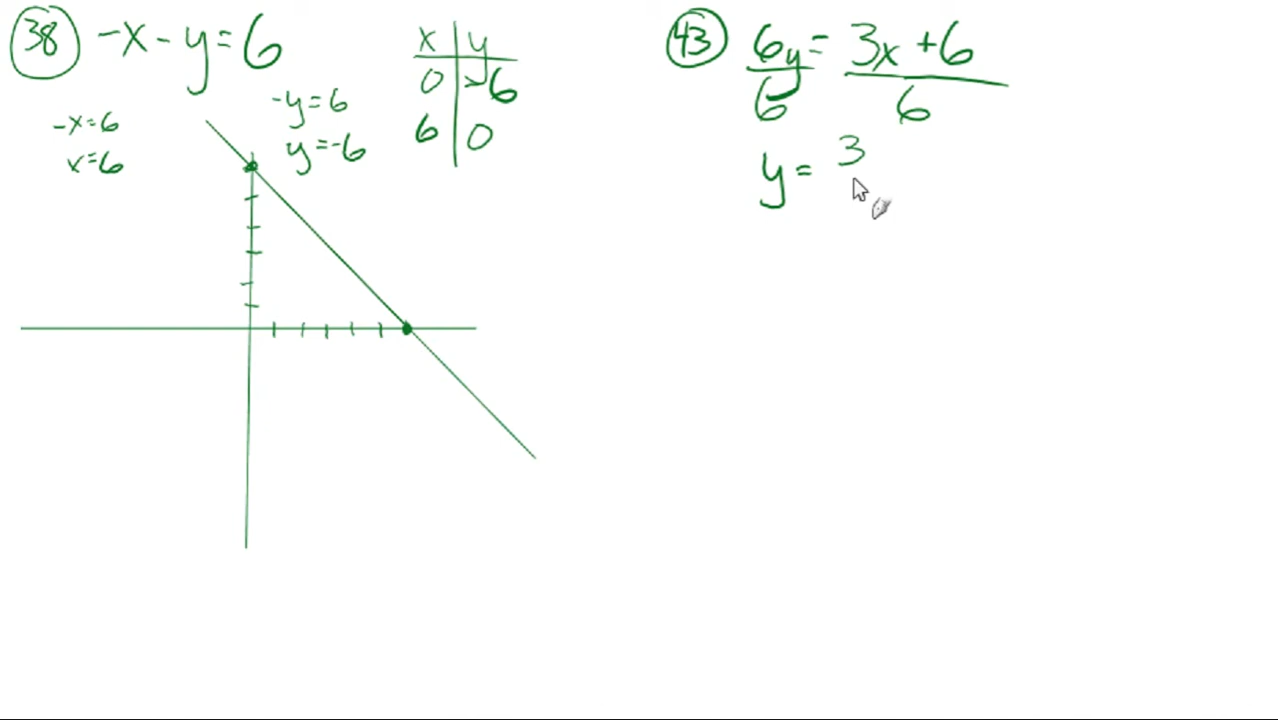 38 -x - y = 6
x | y
0 | -6
6 | 0
-y = 6
y = -6
-x = 6
x = 6
43 6y = 3x + 6
6 6
y = 3